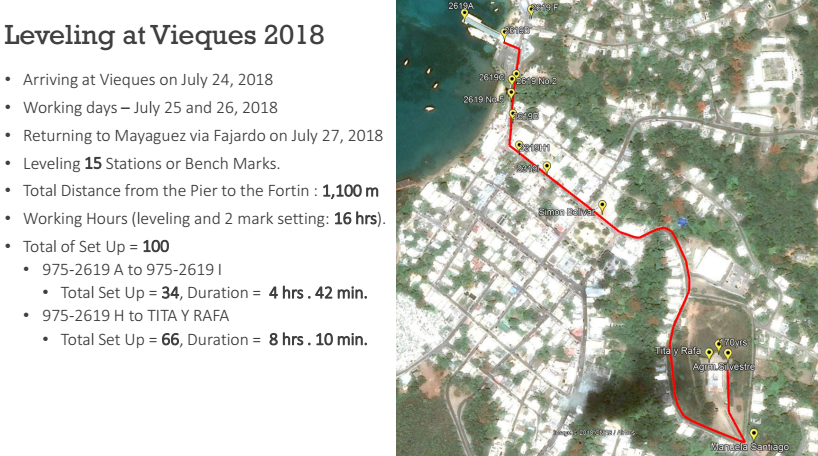 Leveling at Vieques 2018
• Arriving at Vieques on July 24, 2018
• Working days – July 25 and 26, 2018
• Returning to Mayaguez via Fajardo on July 27, 2018
• Leveling 15 Stations or Bench Marks.
• Total Distance from the Pier to the Fortin : 1,100 m
• Working Hours (leveling and 2 mark setting: 16 hrs).
• Total of Set Up = 100
• 975-2619 A to 975-2619 I
• Total Set Up = 34, Duration = 4 hrs . 42 min.
• 975-2619 H to TITA Y RAFA
• Total Set Up = 66, Duration = 8 hrs . 10 min.
2619A
2619 F
2619B
2619C
2619 No.2
2619 No.5
2619D
2619H1
2619I
Simon Bolivar
170yrs
Tita y Rafa
Agrim.Silvestre
Manuela Santiago